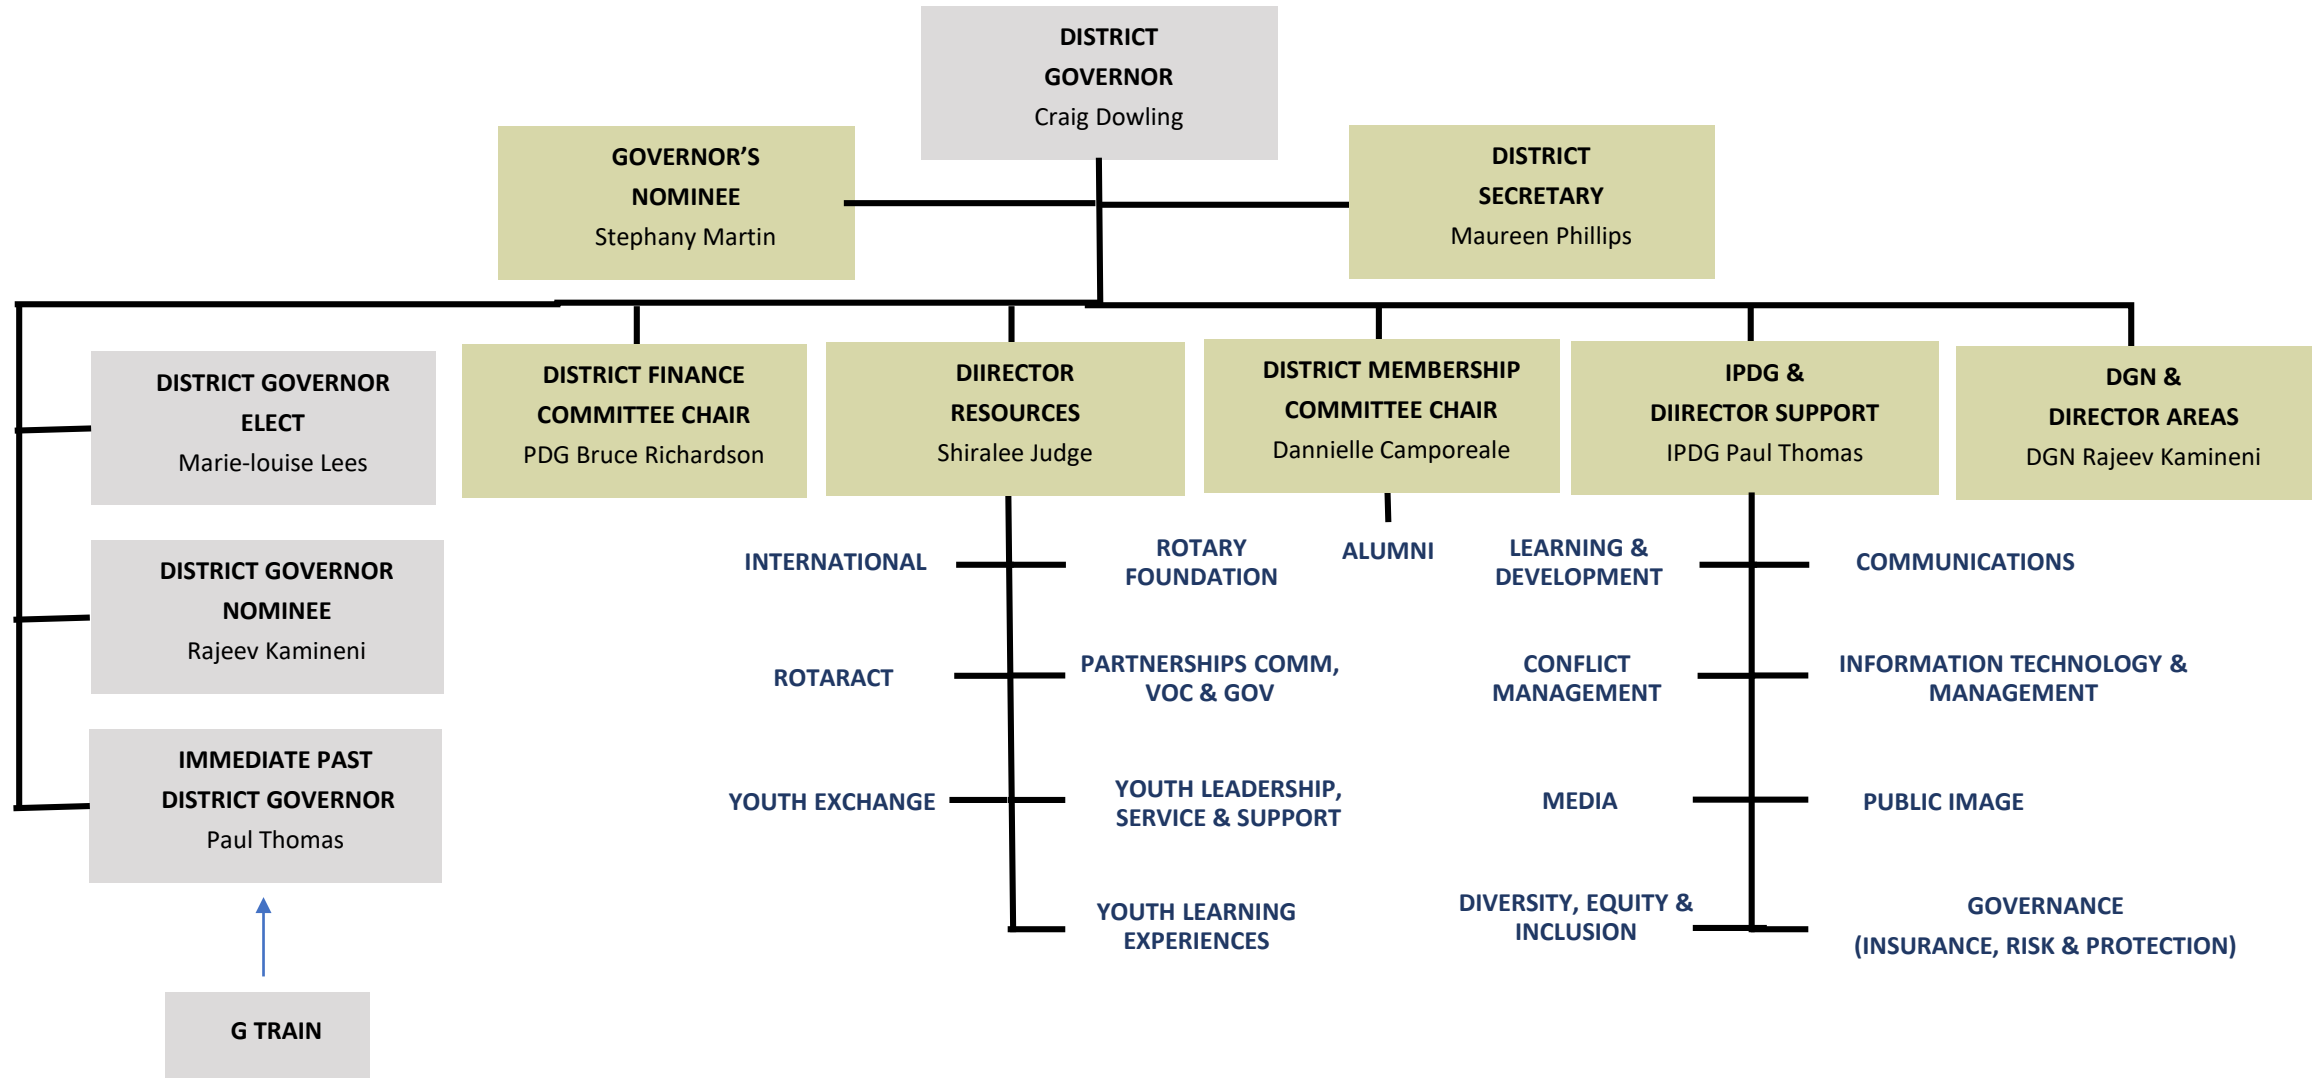 DISTRICT
GOVERNOR
Craig Dowling
GOVERNOR’S
NOMINEE
Stephany Martin
DISTRICT
SECRETARY
Maureen Phillips
DISTRICT GOVERNOR
ELECT
Marie-louise Lees
DISTRICT FINANCE
COMMITTEE CHAIR
PDG Bruce Richardson
DIIRECTOR
RESOURCES
Shiralee Judge
DISTRICT MEMBERSHIP
COMMITTEE CHAIR
Dannielle Camporeale
IPDG &
DIIRECTOR SUPPORT
IPDG Paul Thomas
DGN &
DIRECTOR AREAS
DGN Rajeev Kamineni
DISTRICT GOVERNOR
NOMINEE
Rajeev Kamineni
IMMEDIATE PAST
DISTRICT GOVERNOR
Paul Thomas
G TRAIN
INTERNATIONAL
ROTARY
FOUNDATION
ROTARACT
PARTNERSHIPS COMM,
VOC & GOV
YOUTH EXCHANGE
YOUTH LEADERSHIP,
SERVICE & SUPPORT
YOUTH LEARNING
EXPERIENCES
ALUMNI
LEARNING &
DEVELOPMENT
COMMUNICATIONS
CONFLICT
MANAGEMENT
INFORMATION TECHNOLOGY &
MANAGEMENT
MEDIA
PUBLIC IMAGE
DIVERSITY, EQUITY &
INCLUSION
GOVERNANCE
(INSURANCE, RISK & PROTECTION)